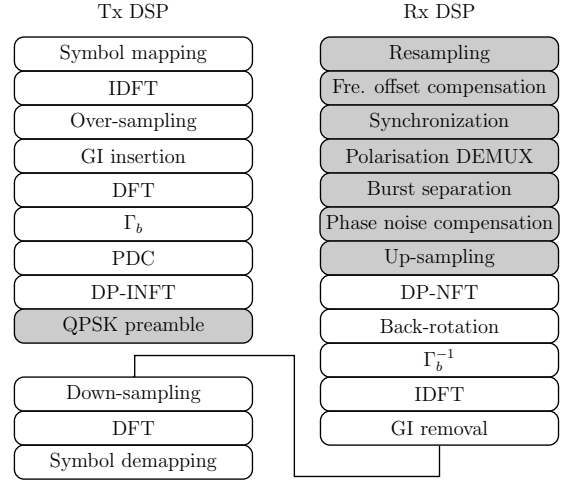 Tx DSP
Symbol mapping
IDFT
Over-sampling
GI insertion
DFT
Γ_b
PDC
DP-INFT
QPSK preamble
Rx DSP
Resampling
Fre. offset compensation
Synchronization
Polarisation DEMUX
Burst separation
Phase noise compensation
Up-sampling
DP-NFT
Back-rotation
Γ_b^{-1}
IDFT
GI removal
Down-sampling
DFT
Symbol demapping